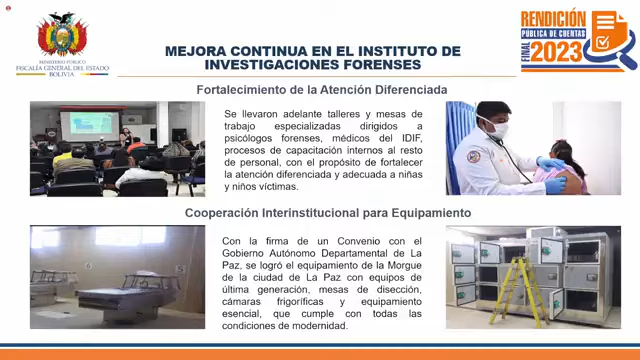 RENDICIÓN
PÚBLICA DE CUENTAS
FINAL 2023
MINISTERIO PÚBLICO
FISCALÍA GENERAL DEL ESTADO
BOLIVIA
MEJORA CONTINUA EN EL INSTITUTO DE
INVESTIGACIONES FORENSES
Fortalecimiento de la Atención Diferenciada
Se llevaron adelante talleres y mesas de
trabajo especializadas dirigidos a
psicólogos forenses, médicos del IDIF,
procesos de capacitación internos al resto
de personal, con el propósito de fortalecer
la atención diferenciada y adecuada a niñas
y niños víctimas.
Cooperación Interinstitucional para Equipamiento
Con la firma de un Convenio con el
Gobierno Autónomo Departamental de La
Paz, se logró el equipamiento de la Morgue
de la ciudad de La Paz con equipos de
última generación, mesas de disección,
cámaras frigoríficas y equipamiento
esencial, que cumple con todas las
condiciones de modernidad.